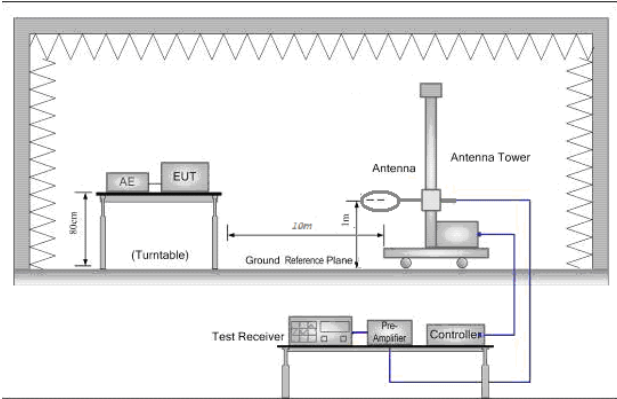 Antenna Tower
Antenna
AE
EUT
80cm
(Turntable)
10m
1m
Ground Reference Plane
Test Receiver
Pre-
Amplifier
Controller